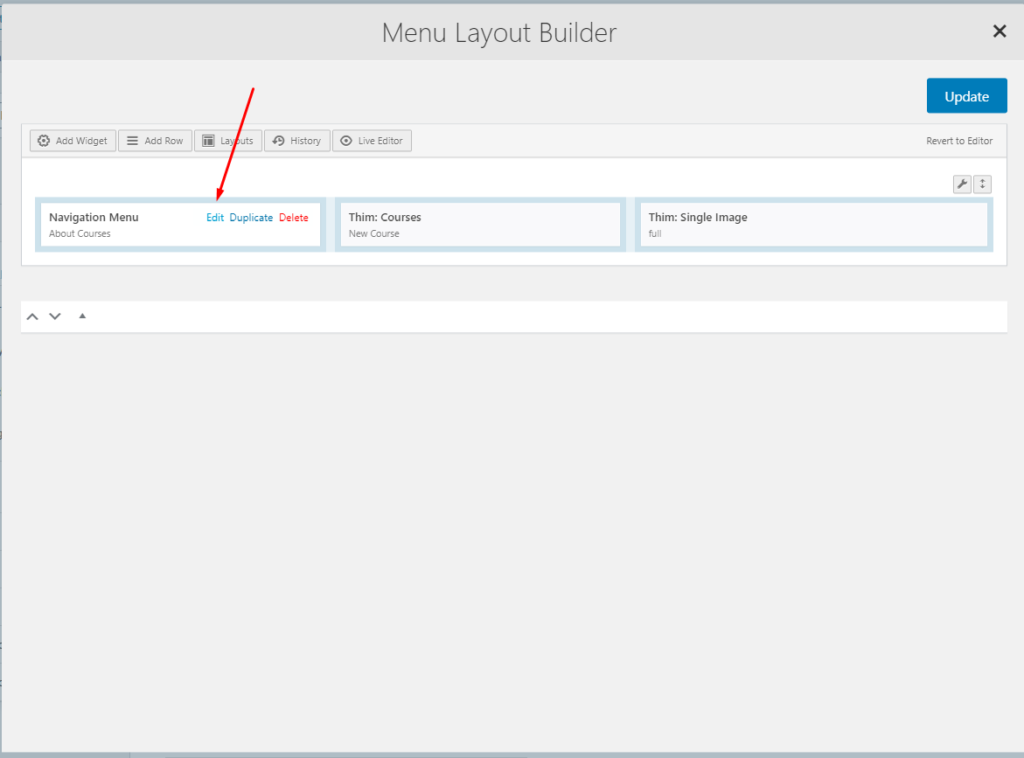 Menu Layout Builder
Update
Add Widget Add Row Layouts History Live Editor Revert to Editor
Navigation Menu Edit Duplicate Delete Thim: Courses Thim: Single Image
About Courses New Course full